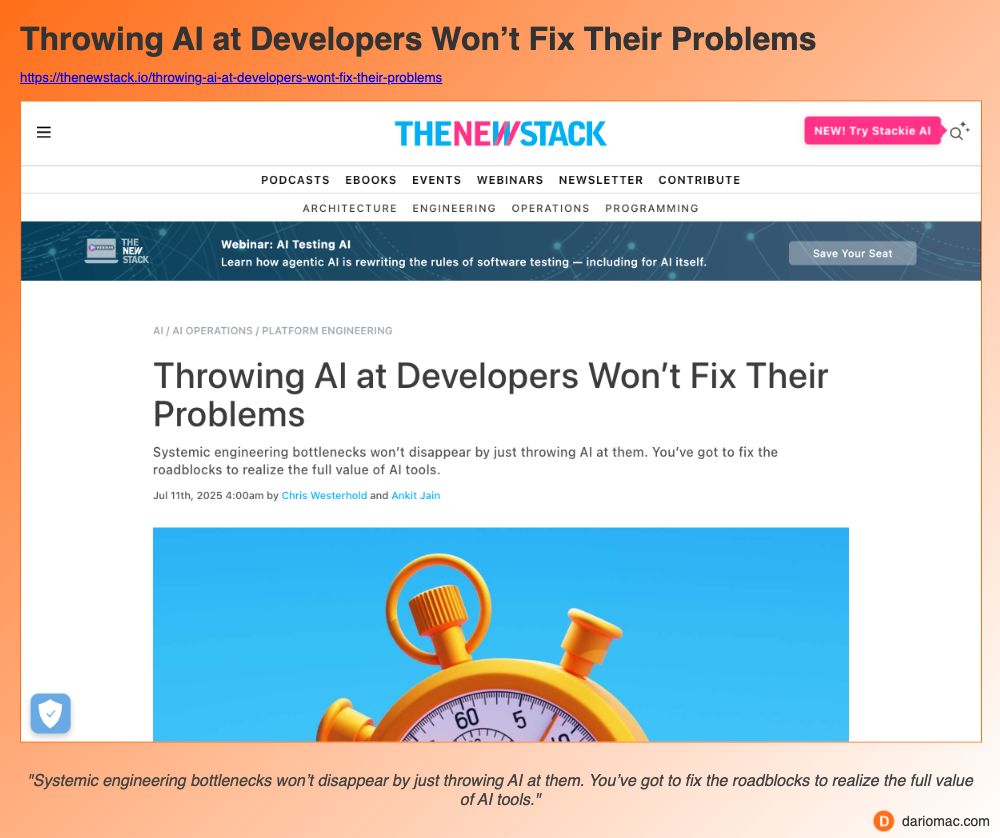 Throwing AI at Developers Won’t Fix Their Problems
https://thenewstack.io/throwing-ai-at-developers-wont-fix-their-problems
THENEWSTACK
NEW! Try Stackie AI
PODCASTS EBOOKS EVENTS WEBINARS NEWSLETTER CONTRIBUTE
ARCHITECTURE ENGINEERING OPERATIONS PROGRAMMING
THE
NEW
STACK
WEBINAR
Webinar: AI Testing AI
Learn how agentic AI is rewriting the rules of software testing — including for AI itself.
Save Your Seat
AI / AI OPERATIONS / PLATFORM ENGINEERING
Throwing AI at Developers Won’t Fix Their
Problems
Systemic engineering bottlenecks won’t disappear by just throwing AI at them. You’ve got to fix the
roadblocks to realize the full value of AI tools.
Jul 11th, 2025 4:00am by Chris Westerhold and Ankit Jain
60 5
"Systemic engineering bottlenecks won’t disappear by just throwing AI at them. You’ve got to fix the roadblocks to realize the full value
of AI tools."
D dariomac.com